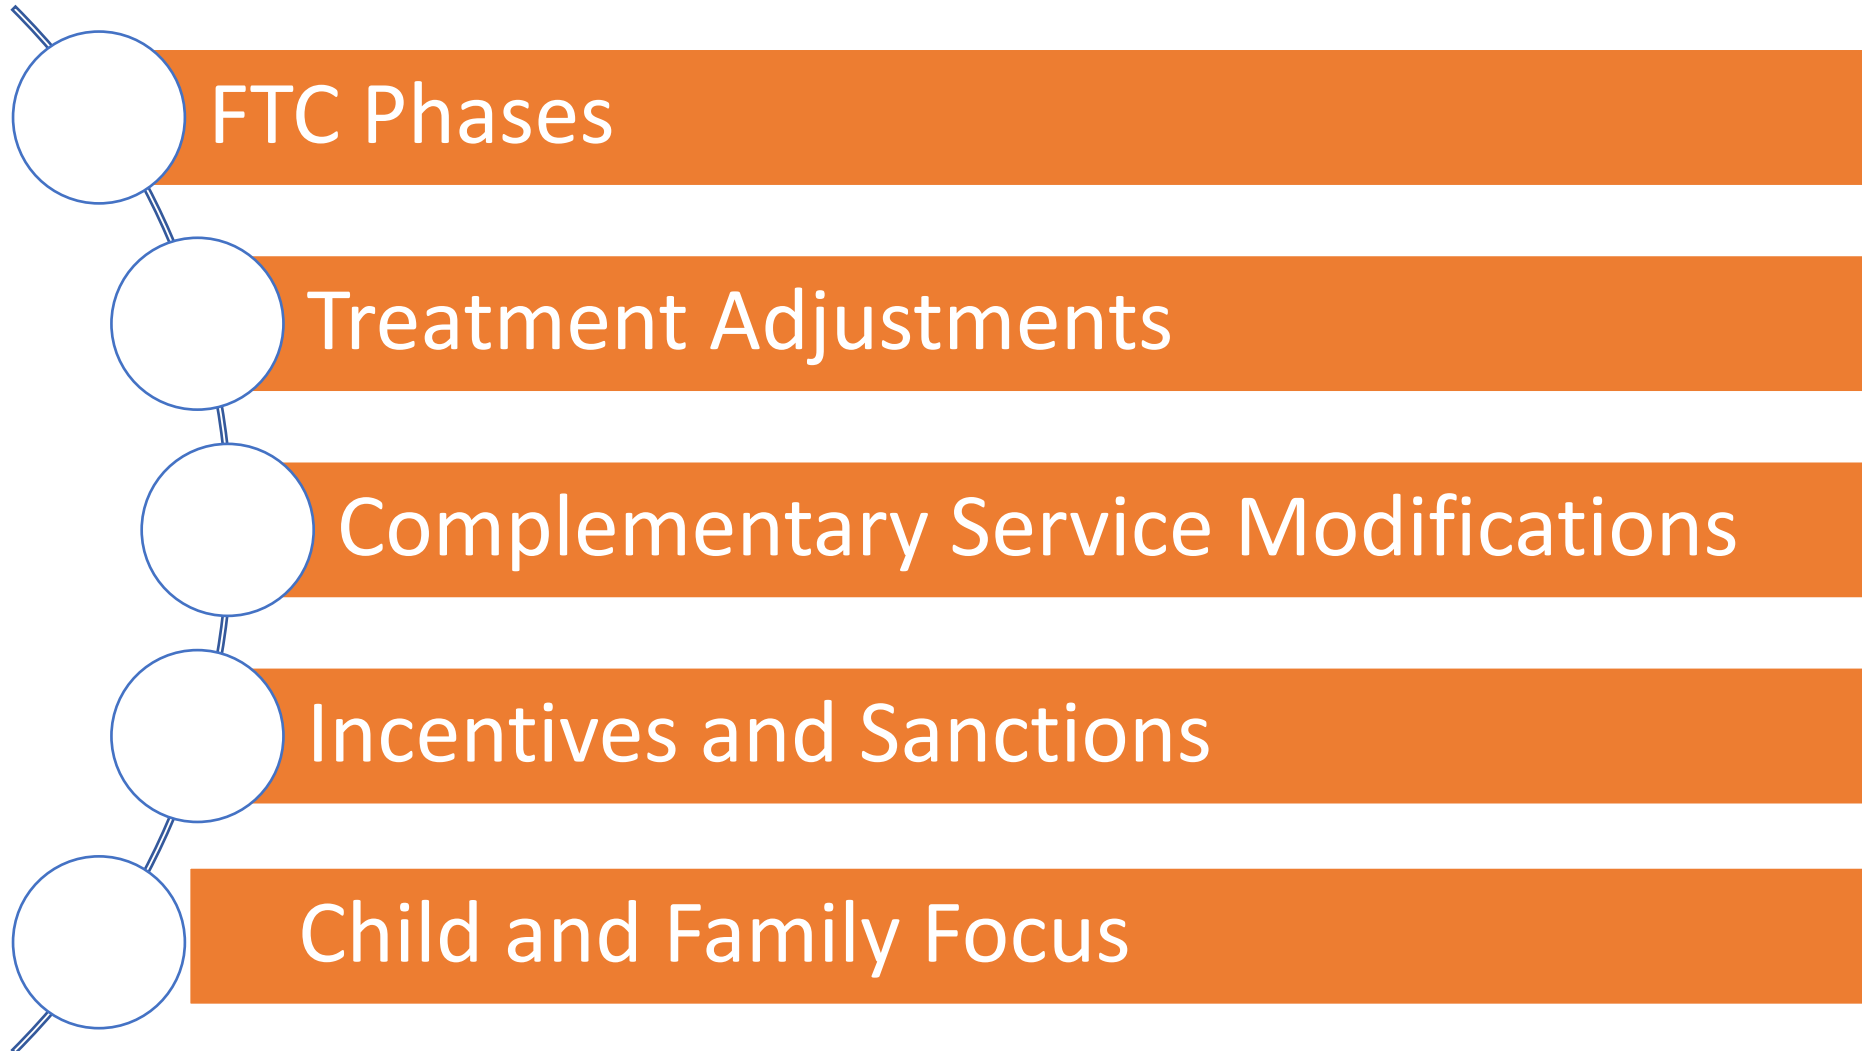 FTC Phases
Treatment Adjustments
Complementary Service Modifications
Incentives and Sanctions
Child and Family Focus